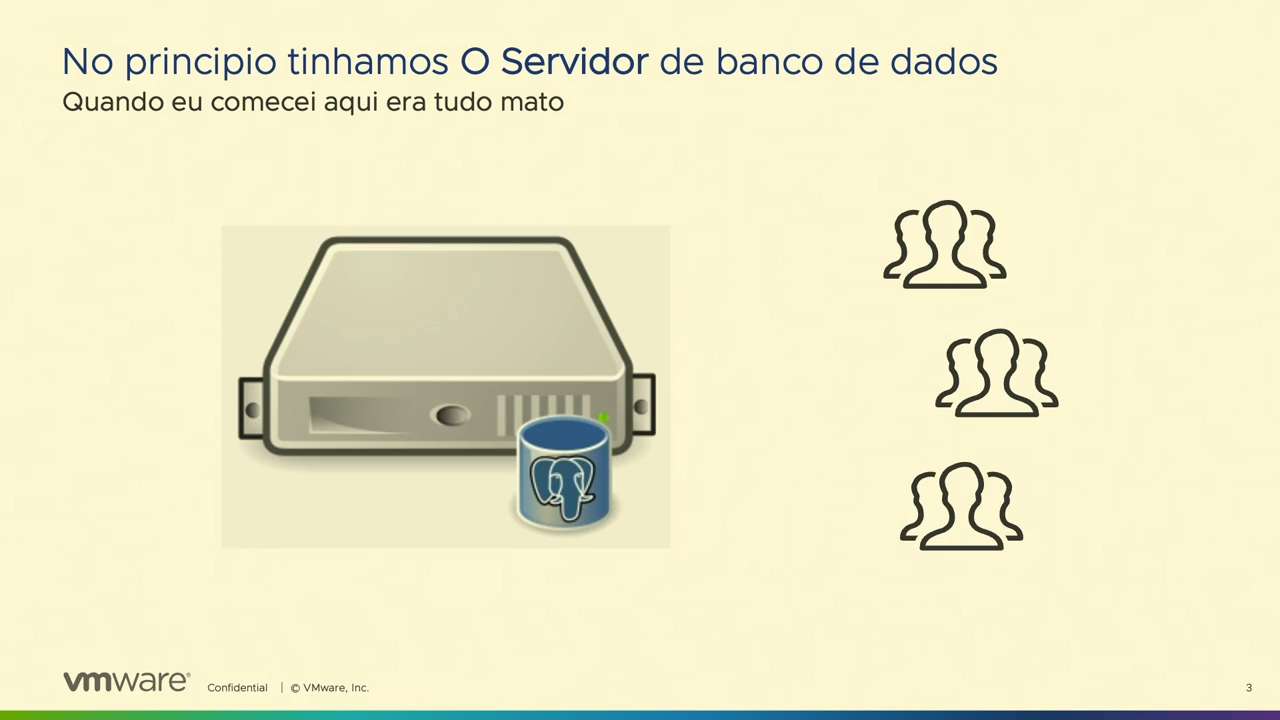 No principio tinhamos O Servidor de banco de dados
Quando eu comecei aqui era tudo mato
vmware® Confidential | © VMware, Inc. 3